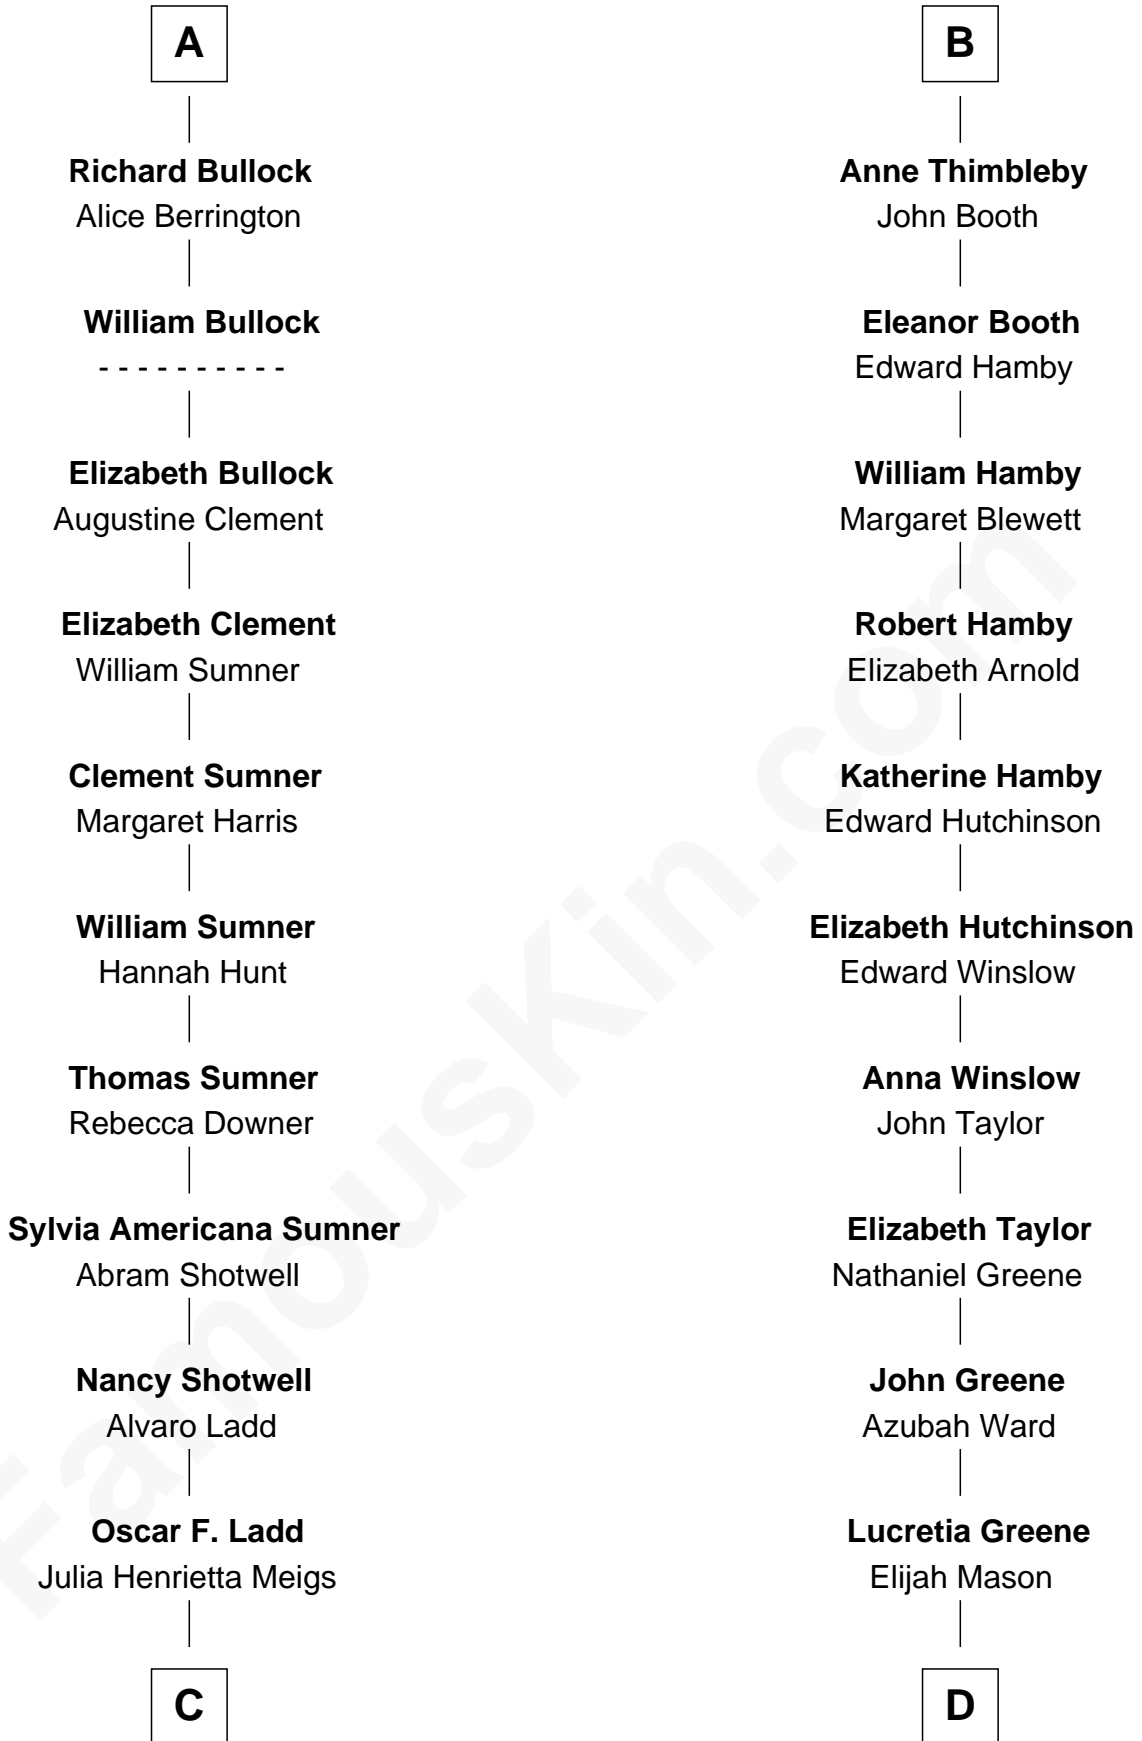 A
Richard Bullock
Alice Berrington
William Bullock
- - - - - - - - - -
Elizabeth Bullock
Augustine Clement
Elizabeth Clement
William Sumner
Clement Sumner
Margaret Harris
William Sumner
Hannah Hunt
Thomas Sumner
Rebecca Downer
Sylvia Americana Sumner
Abram Shotwell
Nancy Shotwell
Alvaro Ladd
Oscar F. Ladd
Julia Henrietta Meigs
C
B
Anne Thimbleby
John Booth
Eleanor Booth
Edward Hamby
William Hamby
Margaret Blewett
Robert Hamby
Elizabeth Arnold
Katherine Hamby
Edward Hutchinson
Elizabeth Hutchinson
Edward Winslow
Anna Winslow
John Taylor
Elizabeth Taylor
Nathaniel Greene
John Greene
Azubah Ward
Lucretia Greene
Elijah Mason
D
FamousKin.com